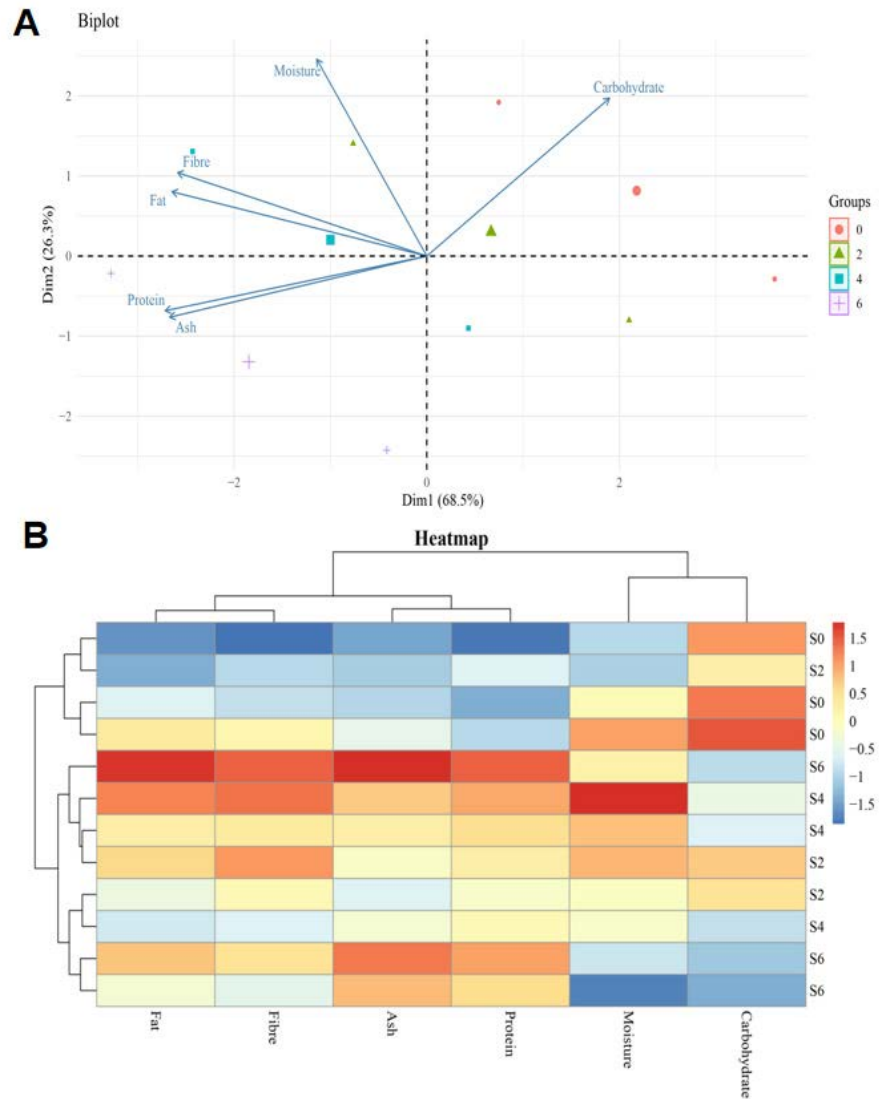 A
Biplot
Moisture
Carbohydrate
Fibre
Fat
Protein
Ash
2
1
0
−1
−2
Dim2 (26.3%)
−2
0
2
Dim1 (68.5%)
Groups
0
2
4
6
B
Heatmap
S0
S2
S0
S0
S6
S4
S4
S2
S2
S4
S6
S6
1.5
1
0.5
0
−0.5
−1
−1.5
Fat
Fibre
Ash
Protein
Moisture
Carbohydrate